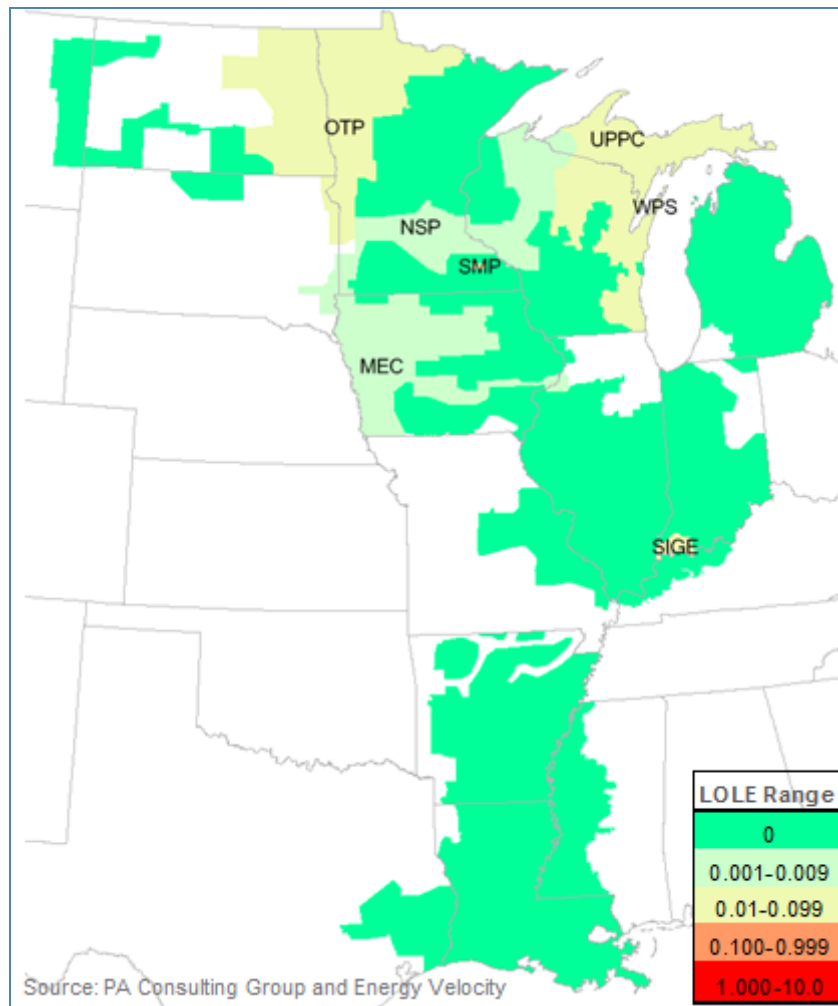 OTP
UPPC
WPS
NSP
SMP
MEC
SIGE
LOLE Range
0
0.001-0.009
0.01-0.099
0.100-0.999
1.000-10.0
Source: PA Consulting Group and Energy Velocity